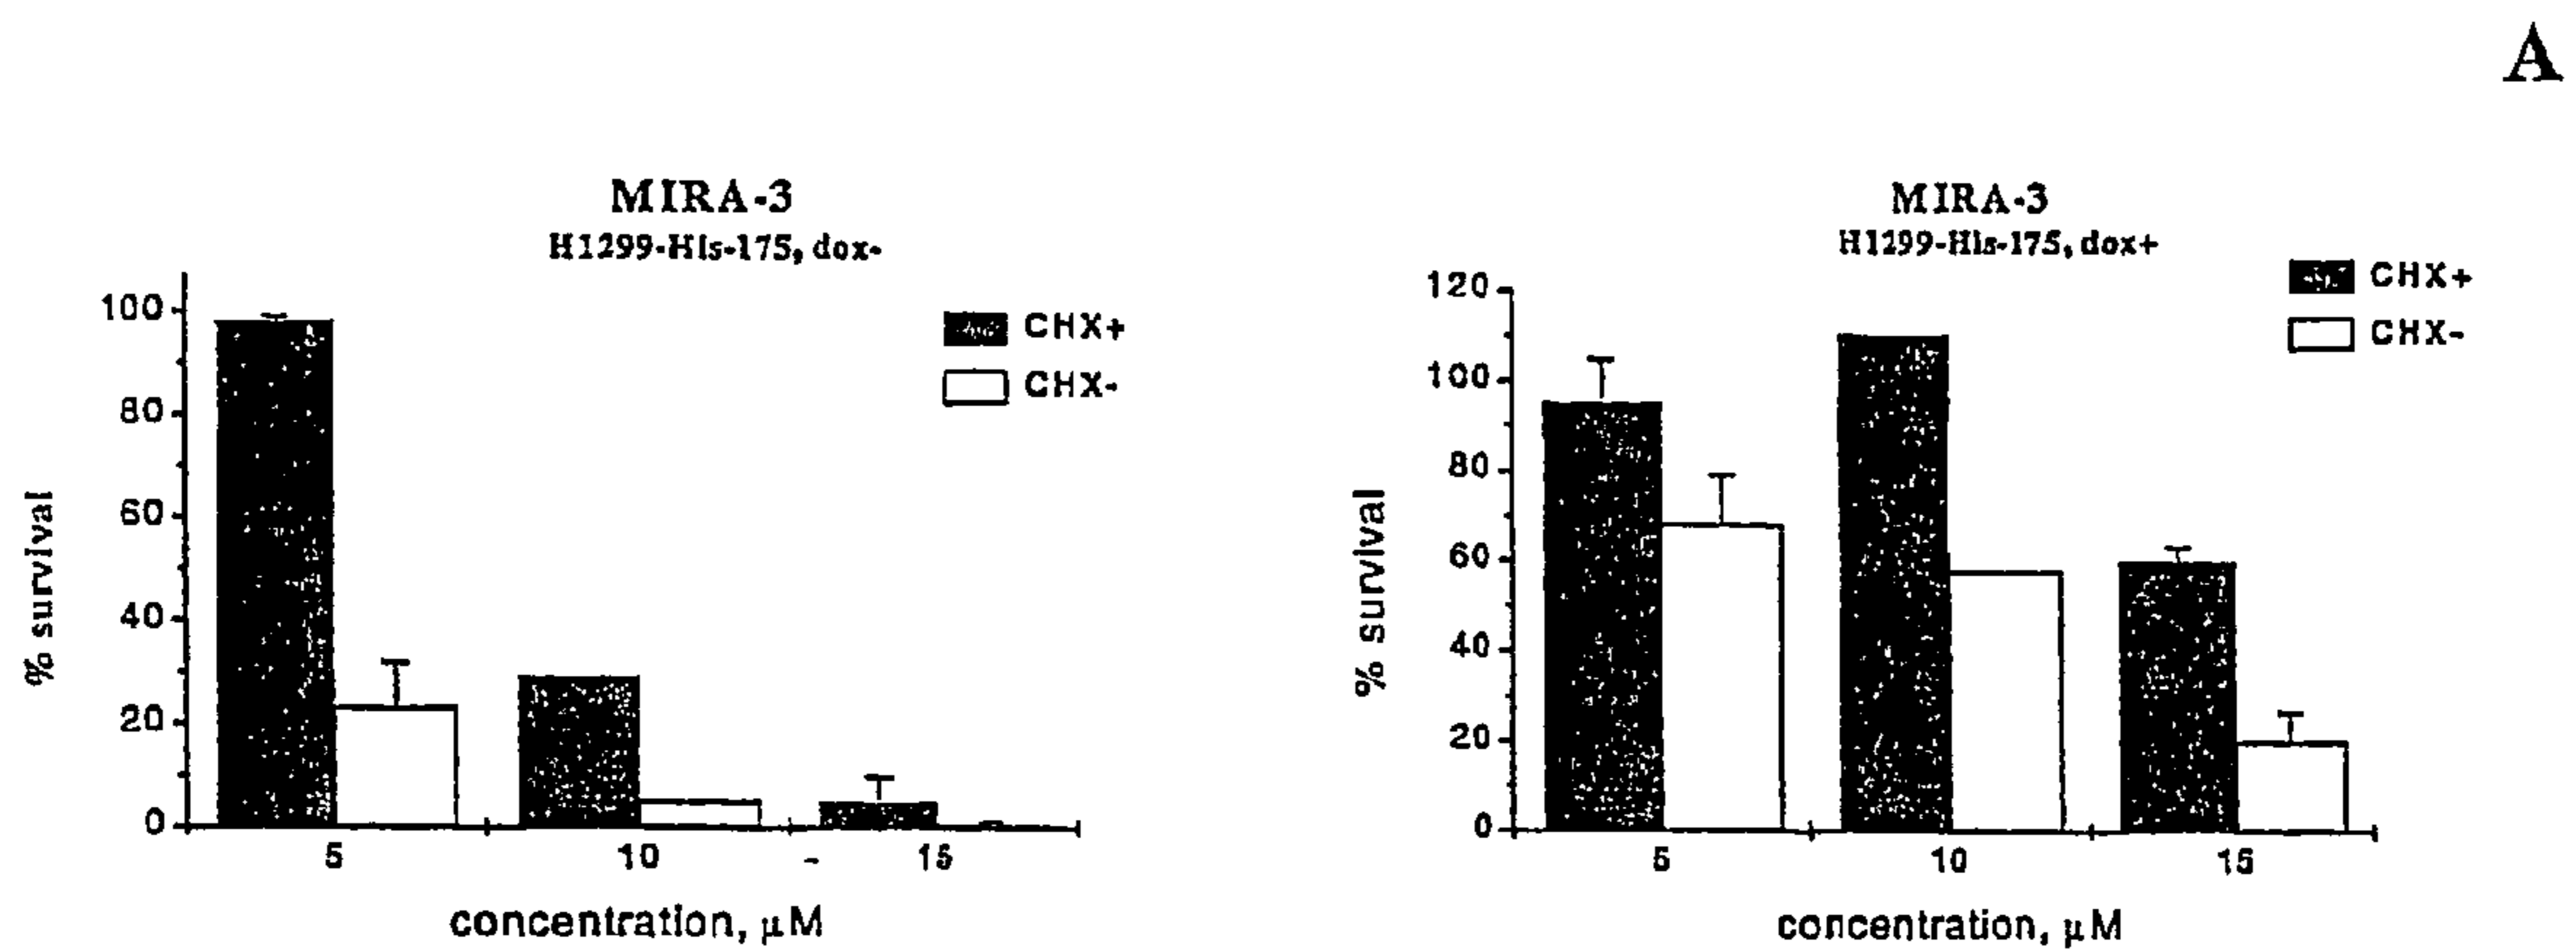 A
MIRA-3
H1299-His-175, dox-
CHX+
CHX-
100
80
60
40
20
0
% survival
5
10
-
15
concentration, μM
MIRA-3
H1299-His-175, dox+
CHX+
CHX-
120
100
80
60
40
20
0
% survival
5
10
15
concentration, μM